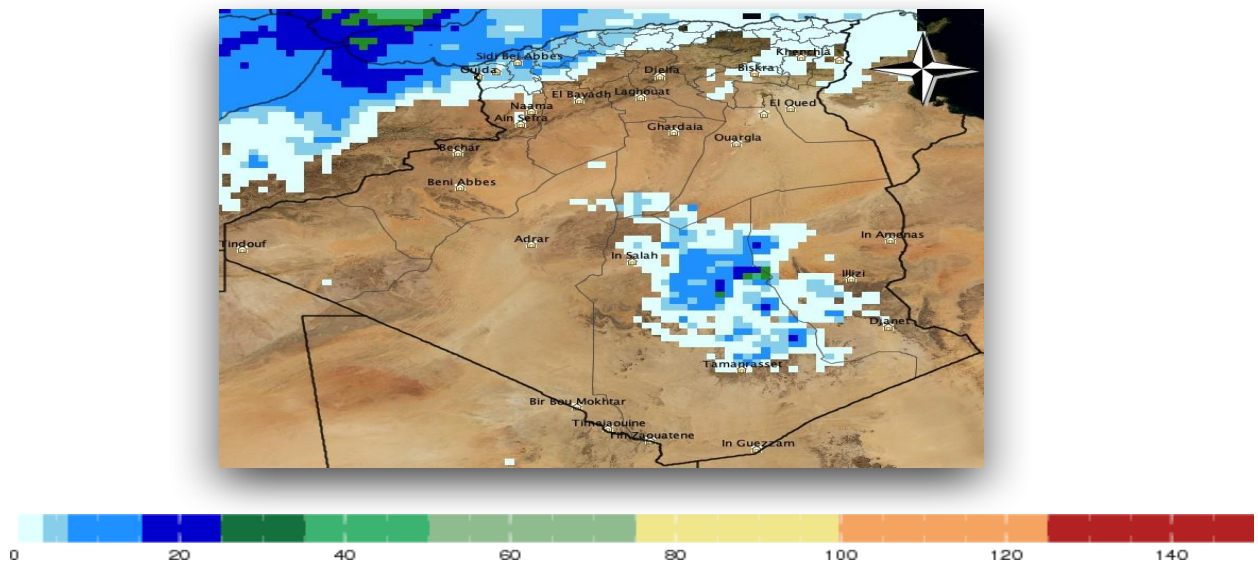 Khenchla
Sidi Bel Abbes
Oujda
Djelfa
Biskra
El Bayadh
Laghouat
El Oued
Naama
Ain Sefra
Ghardaia
Ouargla
Bechar
Beni Abbes
Adrar
In Amenas
Tindouf
In Salah
Illizi
Djanet
Tamanrasset
Bir Bou Mokhtar
Timiaouine
Tin Zaouatene
In Guezzam
0 20 40 60 80 100 120 140